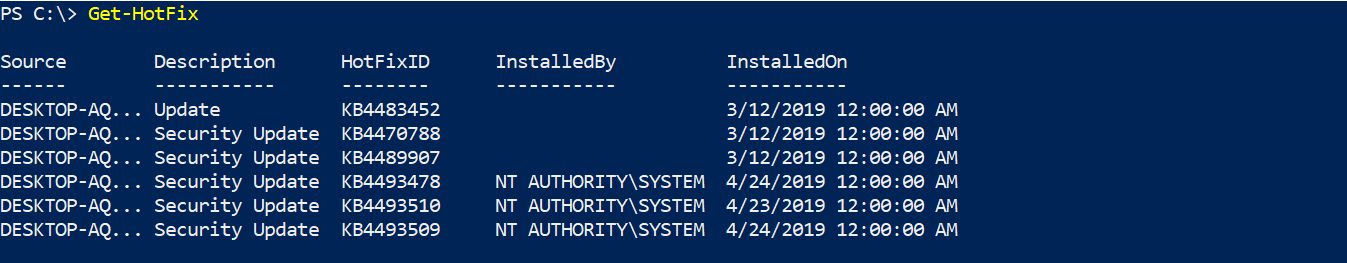 PS C:\> Get-HotFix
Source Description HotFixID InstalledBy InstalledOn
------ ----------- -------- ----------- -----------
DESKTOP-AQ... Update KB4483452 3/12/2019 12:00:00 AM
DESKTOP-AQ... Security Update KB4470788 3/12/2019 12:00:00 AM
DESKTOP-AQ... Security Update KB4489907 3/12/2019 12:00:00 AM
DESKTOP-AQ... Security Update KB4493478 NT AUTHORITY\SYSTEM 4/24/2019 12:00:00 AM
DESKTOP-AQ... Security Update KB4493510 NT AUTHORITY\SYSTEM 4/23/2019 12:00:00 AM
DESKTOP-AQ... Security Update KB4493509 NT AUTHORITY\SYSTEM 4/24/2019 12:00:00 AM